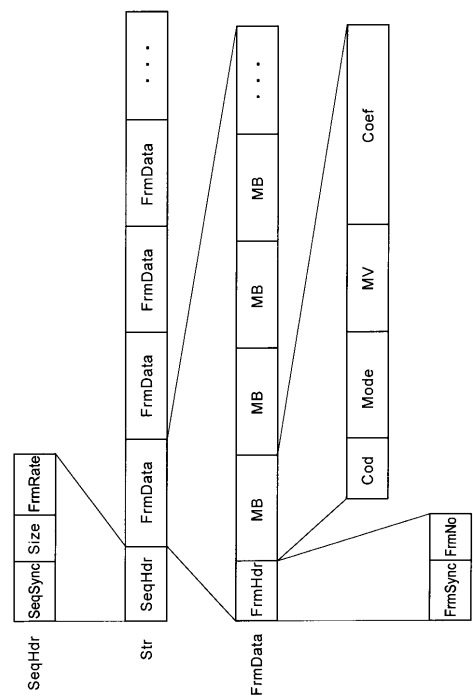 SeqHdr
SeqSync Size FrmRate
Str
SeqHdr FrmData FrmData FrmData FrmData . . .
FrmData
FrmHdr MB MB MB MB . . .
Cod Mode MV Coef
FrmSync FrmNo